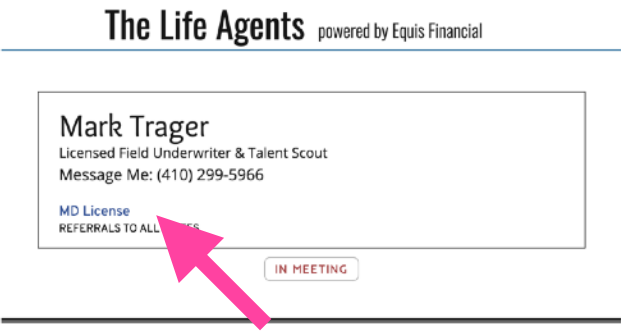 The Life Agents powered by Equis Financial
Mark Trager
Licensed Field Underwriter & Talent Scout
Message Me: (410) 299-5966
MD License
REFERRALS TO ALL
IN MEETING